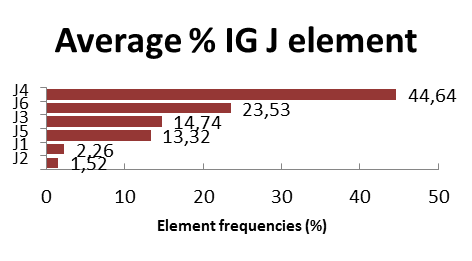 Average % IG J element
J4 44,64
J6 23,53
J3 14,74
J5 13,32
J1 2,26
J2 1,52
0 10 20 30 40 50
Element frequencies (%)